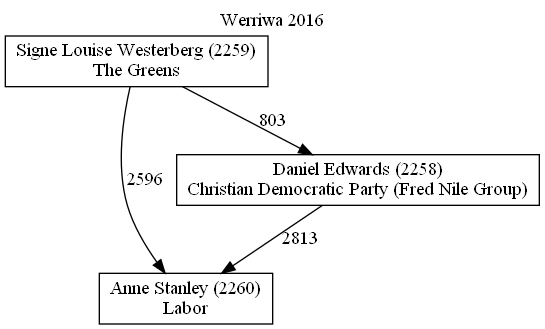 Werriwa 2016
Signe Louise Westerberg (2259)
The Greens
803
2596
Daniel Edwards (2258)
Christian Democratic Party (Fred Nile Group)
2813
Anne Stanley (2260)
Labor